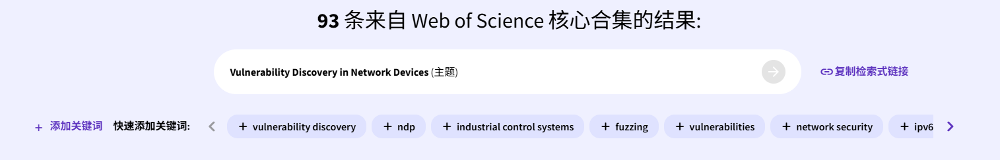 93 条来自 Web of Science 核心合集的结果:
Vulnerability Discovery in Network Devices (主题)
复制检索式链接
+ 添加关键词 快速添加关键词: + vulnerability discovery + ndp + industrial control systems + fuzzing + vulnerabilities + network security + ipv6